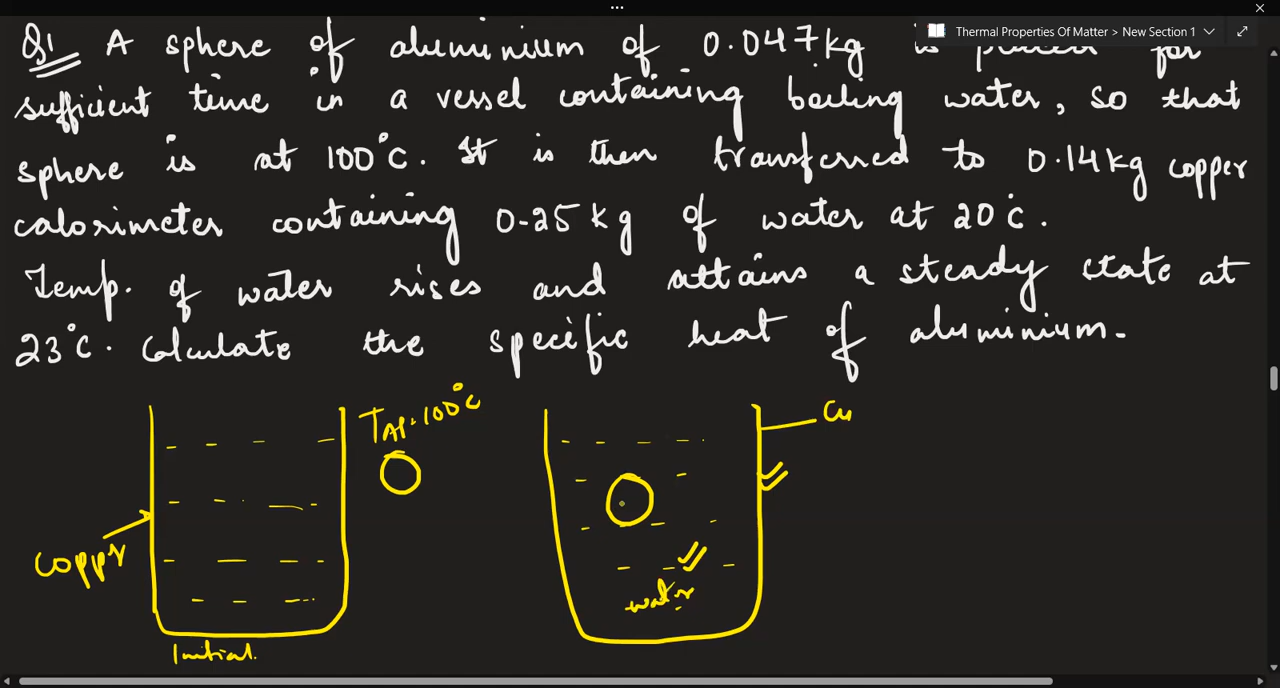 Thermal Properties Of Matter > New Section 1
Q1 A sphere of aluminium of 0.047kg is placed for
sufficient time in a vessel containing boiling water, so that
sphere is at 100°C. It is then transferred to 0.14kg copper
calorimeter containing 0.25kg of water at 20°C.
Temp. of water rises and attains a steady state at
23°C. Calculate the specific heat of aluminium.
TAl = 100°C
Cu
Copper
water
Initial.